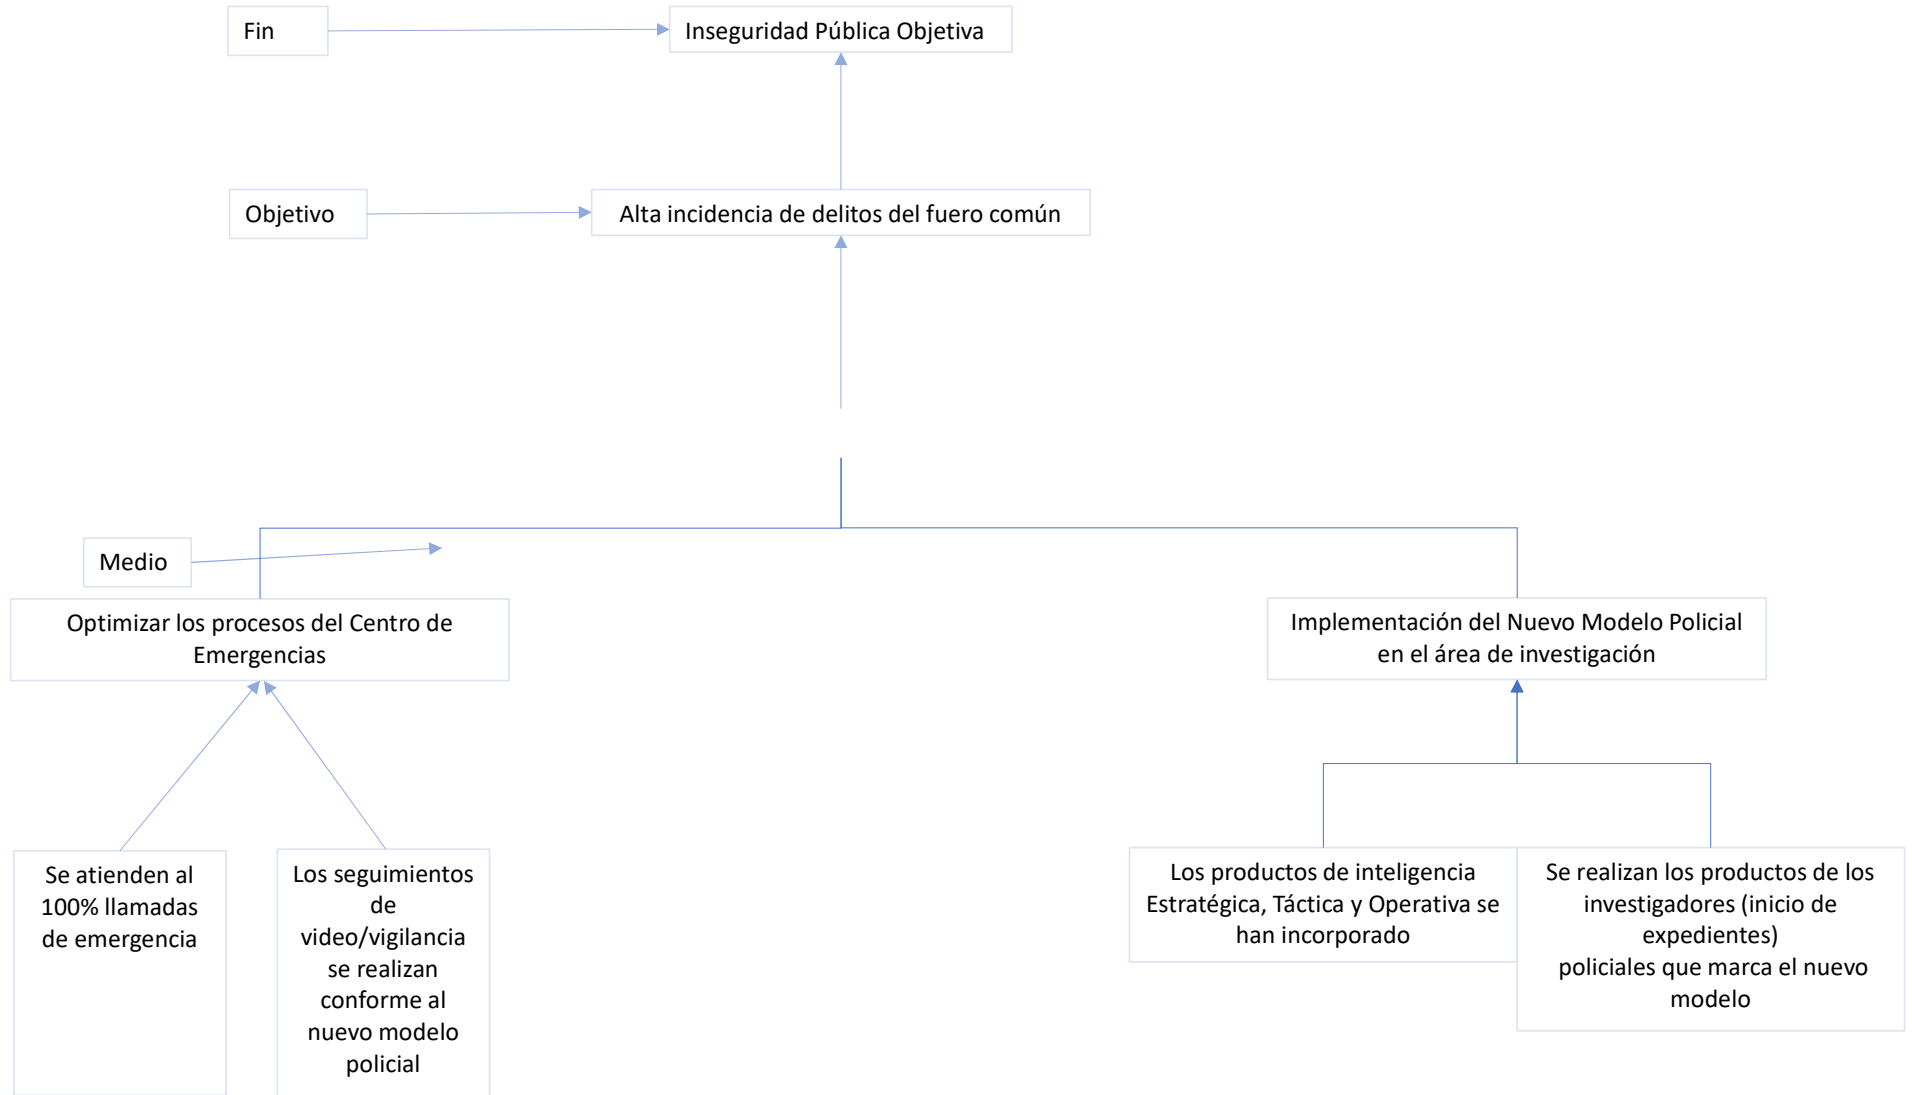 Fin
Inseguridad Pública Objetiva
Objetivo
Alta incidencia de delitos del fuero común
Medio
Optimizar los procesos del Centro de
Emergencias
Implementación del Nuevo Modelo Policial
en el área de investigación
Se atienden al
100% llamadas
de emergencia
Los seguimientos
de
video/vigilancia
se realizan
conforme al
nuevo modelo
policial
Los productos de inteligencia
Estratégica, Táctica y Operativa se
han incorporado
Se realizan los productos de los
investigadores (inicio de
expedientes)
policiales que marca el nuevo
modelo